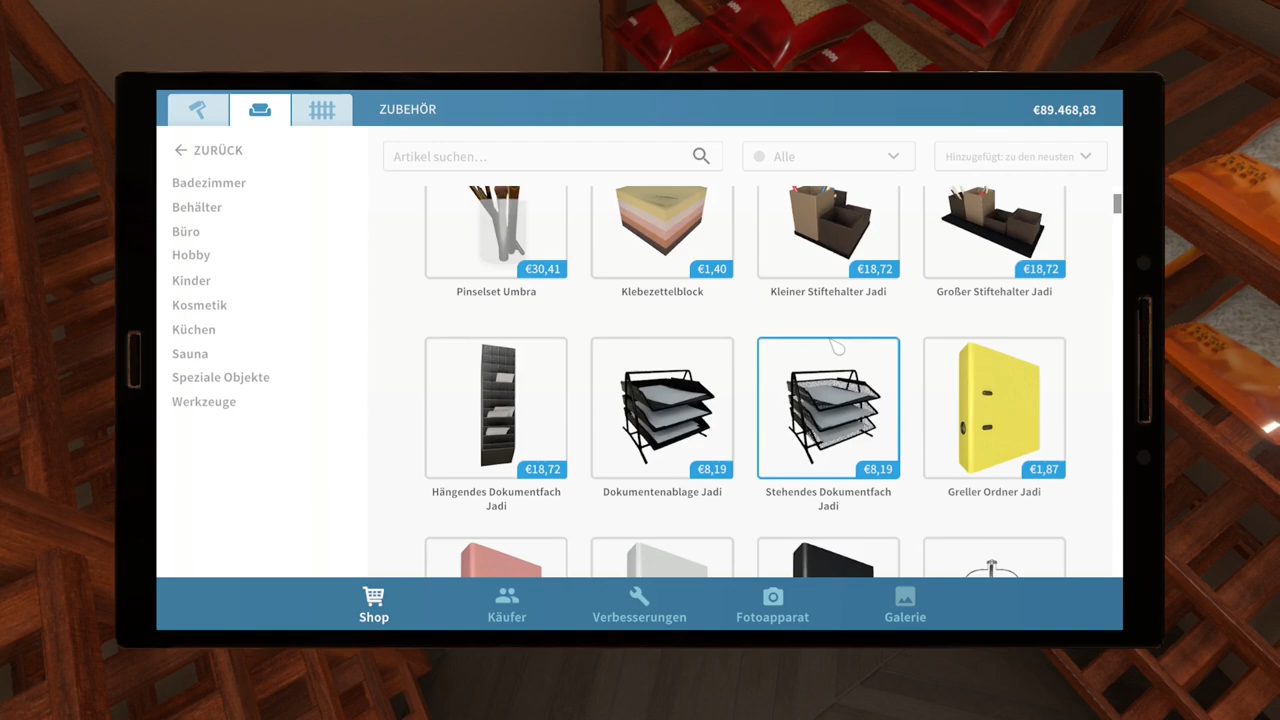 ZUBEHÖR
€89.468,83
ZURÜCK
Artikel suchen...
Alle
Hinzugefügt: zu den neusten
Badezimmer
Behälter
Büro
Hobby
Kinder
Kosmetik
Küchen
Sauna
Speziale Objekte
Werkzeuge
€30,41
€1,40
€18,72
€18,72
Pinselset Umbra
Klebezettelblock
Kleiner Stiftehalter Jadi
Großer Stiftehalter Jadi
€18,72
€8,19
€8,19
€1,87
Hängendes Dokumentfach
Jadi
Dokumentenablage Jadi
Stehendes Dokumentfach
Jadi
Greller Ordner Jadi
Shop
Käufer
Verbesserungen
Fotoapparat
Galerie